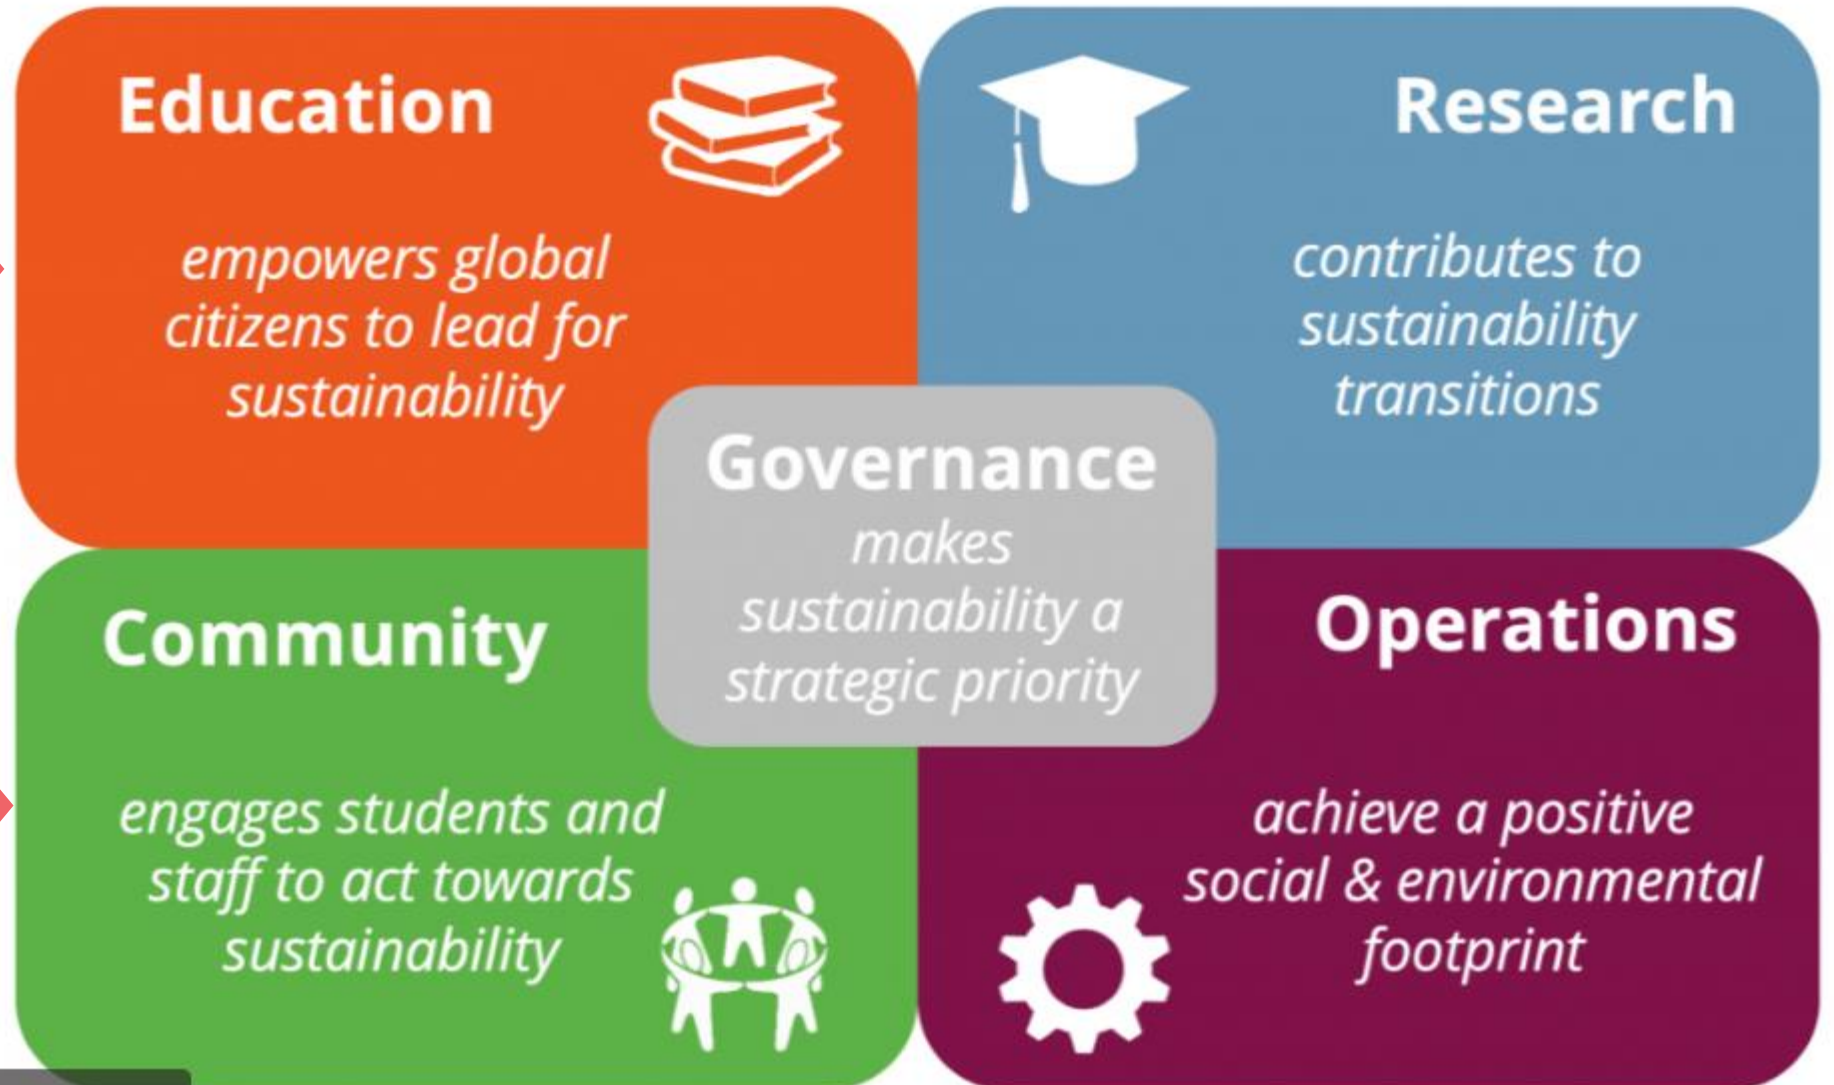 Education
empowers global
citizens to lead for
sustainability
Research
contributes to
sustainability
transitions
Governance
makes
sustainability a
strategic priority
Community
engages students and
staff to act towards
sustainability
Operations
achieve a positive
social & environmental
footprint